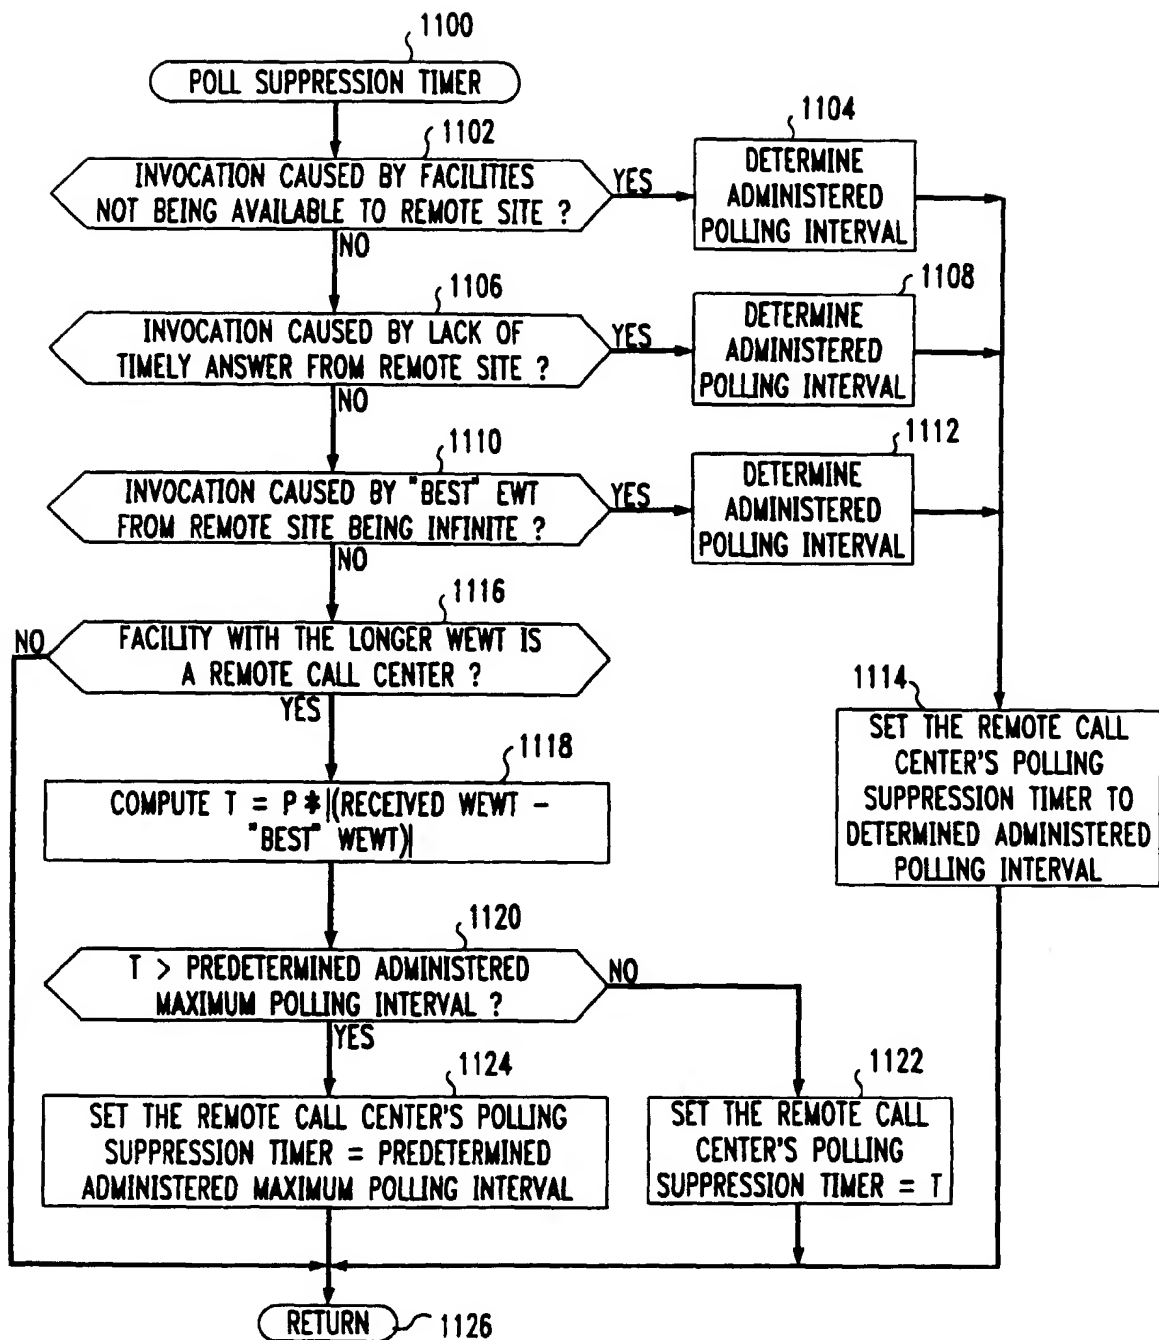 1100
POLL SUPPRESSION TIMER
1102
INVOCATION CAUSED BY FACILITIES
NOT BEING AVAILABLE TO REMOTE SITE ?
YES
NO
1104
DETERMINE
ADMINISTERED
POLLING INTERVAL
1106
INVOCATION CAUSED BY LACK OF
TIMELY ANSWER FROM REMOTE SITE ?
YES
NO
1108
DETERMINE
ADMINISTERED
POLLING INTERVAL
1110
INVOCATION CAUSED BY "BEST" EWT
FROM REMOTE SITE BEING INFINITE ?
YES
NO
1112
DETERMINE
ADMINISTERED
POLLING INTERVAL
1116
FACILITY WITH THE LONGER WEWT IS
A REMOTE CALL CENTER ?
NO
YES
1114
SET THE REMOTE CALL
CENTER'S POLLING
SUPPRESSION TIMER TO
DETERMINED ADMINISTERED
POLLING INTERVAL
1118
COMPUTE T = P*|(RECEIVED WEWT -
"BEST" WEWT)|
1120
T > PREDETERMINED ADMINISTERED
MAXIMUM POLLING INTERVAL ?
NO
YES
1124
SET THE REMOTE CALL CENTER'S POLLING
SUPPRESSION TIMER = PREDETERMINED
ADMINISTERED MAXIMUM POLLING INTERVAL
1122
SET THE REMOTE CALL
CENTER'S POLLING
SUPPRESSION TIMER = T
RETURN
1126